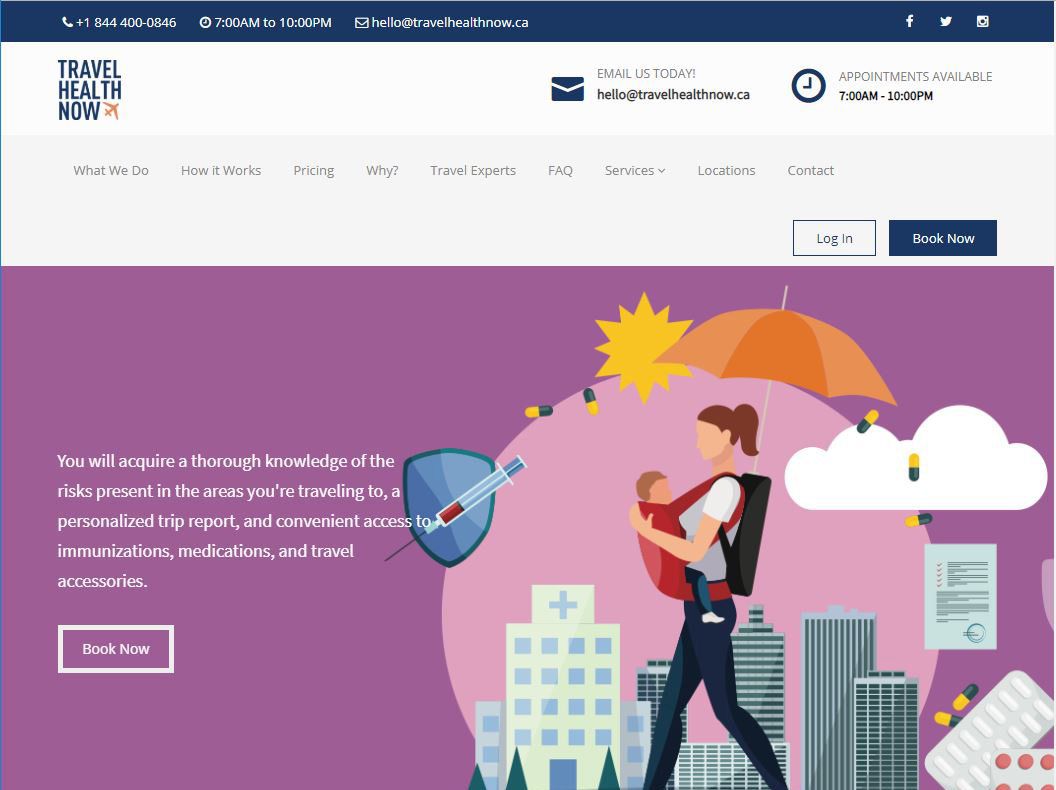 +1 844 400-0846 7:00AM to 10:00PM hello@travelhealthnow.ca
TRAVEL
HEALTH
NOW
EMAIL US TODAY!
hello@travelhealthnow.ca
APPOINTMENTS AVAILABLE
7:00AM - 10:00PM
What We Do How it Works Pricing Why? Travel Experts FAQ Services Locations Contact
Log In Book Now
You will acquire a thorough knowledge of the
risks present in the areas you're traveling to, a
personalized trip report, and convenient access to
immunizations, medications, and travel
accessories.
Book Now